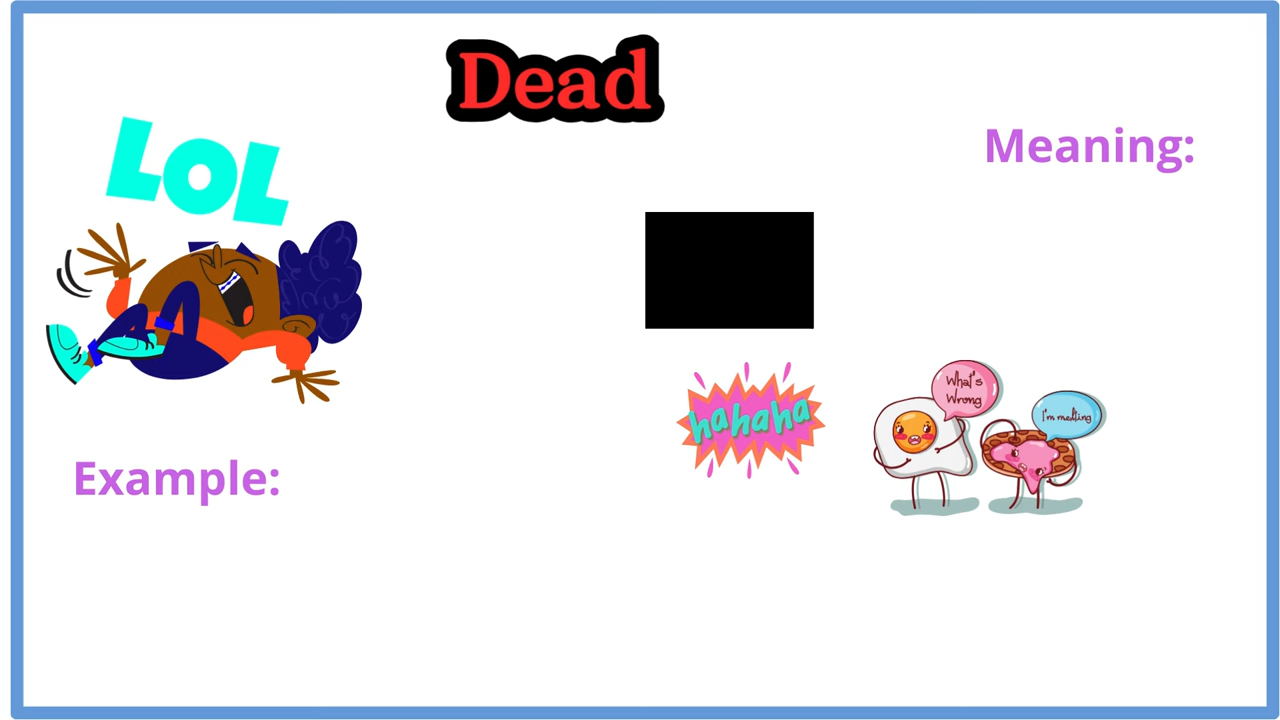 Dead
LOL
Meaning:
hahaha
What's
Wrong
I'm melting
Example: